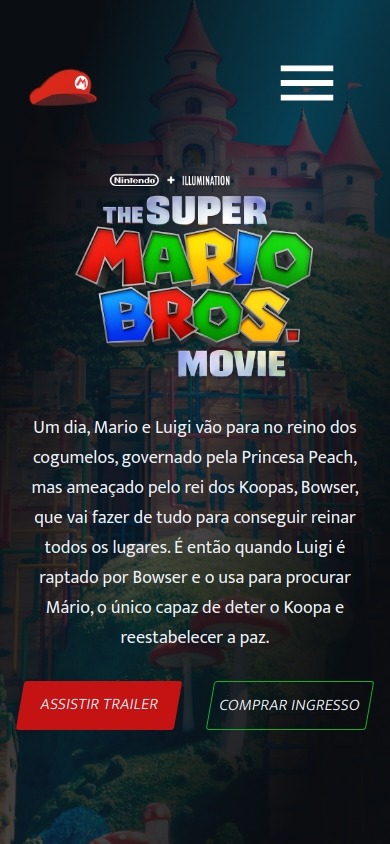 M
Nintendo + ILLUMINATION
THE SUPER
MARIO
BROS.
MOVIE
Um dia, Mario e Luigi vão para no reino dos
cogumelos, governado pela Princesa Peach,
mas ameaçado pelo rei dos Koopas, Bowser,
que vai fazer de tudo para conseguir reinar
todos os lugares. É então quando Luigi é
raptado por Bowser e o usa para procurar
Mário, o único capaz de deter o Koopa e
reestabelecer a paz.
ASSISTIR TRAILER COMPRAR INGRESSO